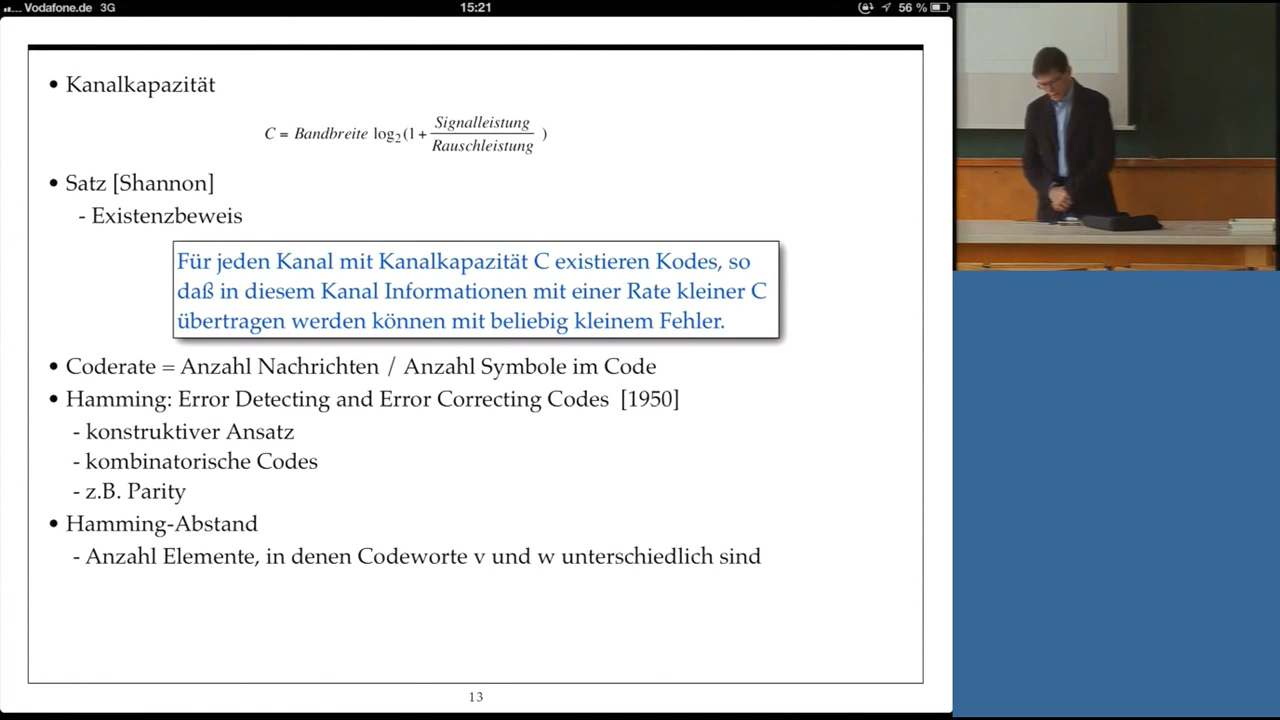 Vodafone.de 3G 15:21 56 %
• Kanalkapazität
C = Bandbreite log₂(1 + Signalleistung / Rauschleistung )
• Satz [Shannon]
- Existenzbeweis
Für jeden Kanal mit Kanalkapazität C existieren Kodes, so
daß in diesem Kanal Informationen mit einer Rate kleiner C
übertragen werden können mit beliebig kleinem Fehler.
• Coderate = Anzahl Nachrichten / Anzahl Symbole im Code
• Hamming: Error Detecting and Error Correcting Codes [1950]
- konstruktiver Ansatz
- kombinatorische Codes
- z.B. Parity
• Hamming-Abstand
- Anzahl Elemente, in denen Codeworte v und w unterschiedlich sind
13